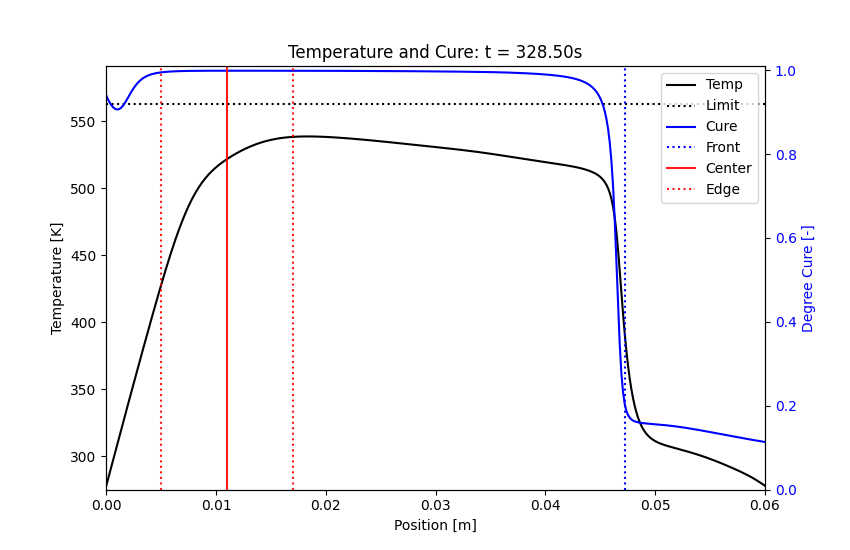 Temperature and Cure: t = 328.50s
Temperature [K]
550
500
450
400
350
300
Temp
Limit
Cure
Front
Center
Edge
1.0
0.8
0.6
0.4
0.2
0.0
Degree Cure [-]
0.00 0.01 0.02 0.03 0.04 0.05 0.06
Position [m]